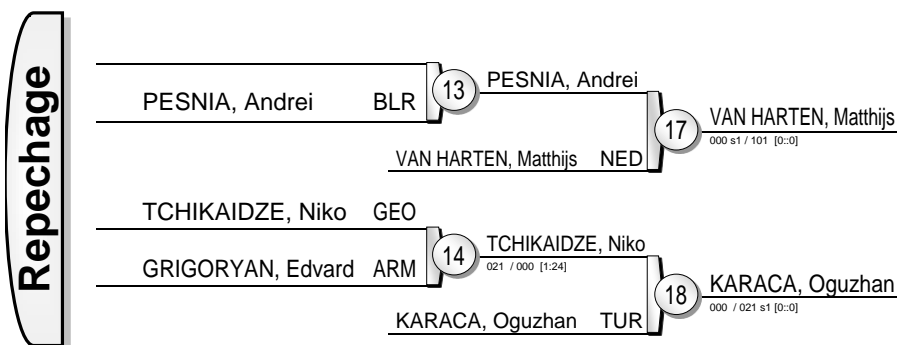 Repechage
PESNIA, Andrei BLR
13
PESNIA, Andrei
VAN HARTEN, Matthijs NED
17
VAN HARTEN, Matthijs
000 s1 / 101 [0::0]
TCHIKAIDZE, Niko GEO
GRIGORYAN, Edvard ARM
14
TCHIKAIDZE, Niko
021 / 000 [1:24]
KARACA, Oguzhan TUR
18
KARACA, Oguzhan
000 / 021 s1 [0::0]